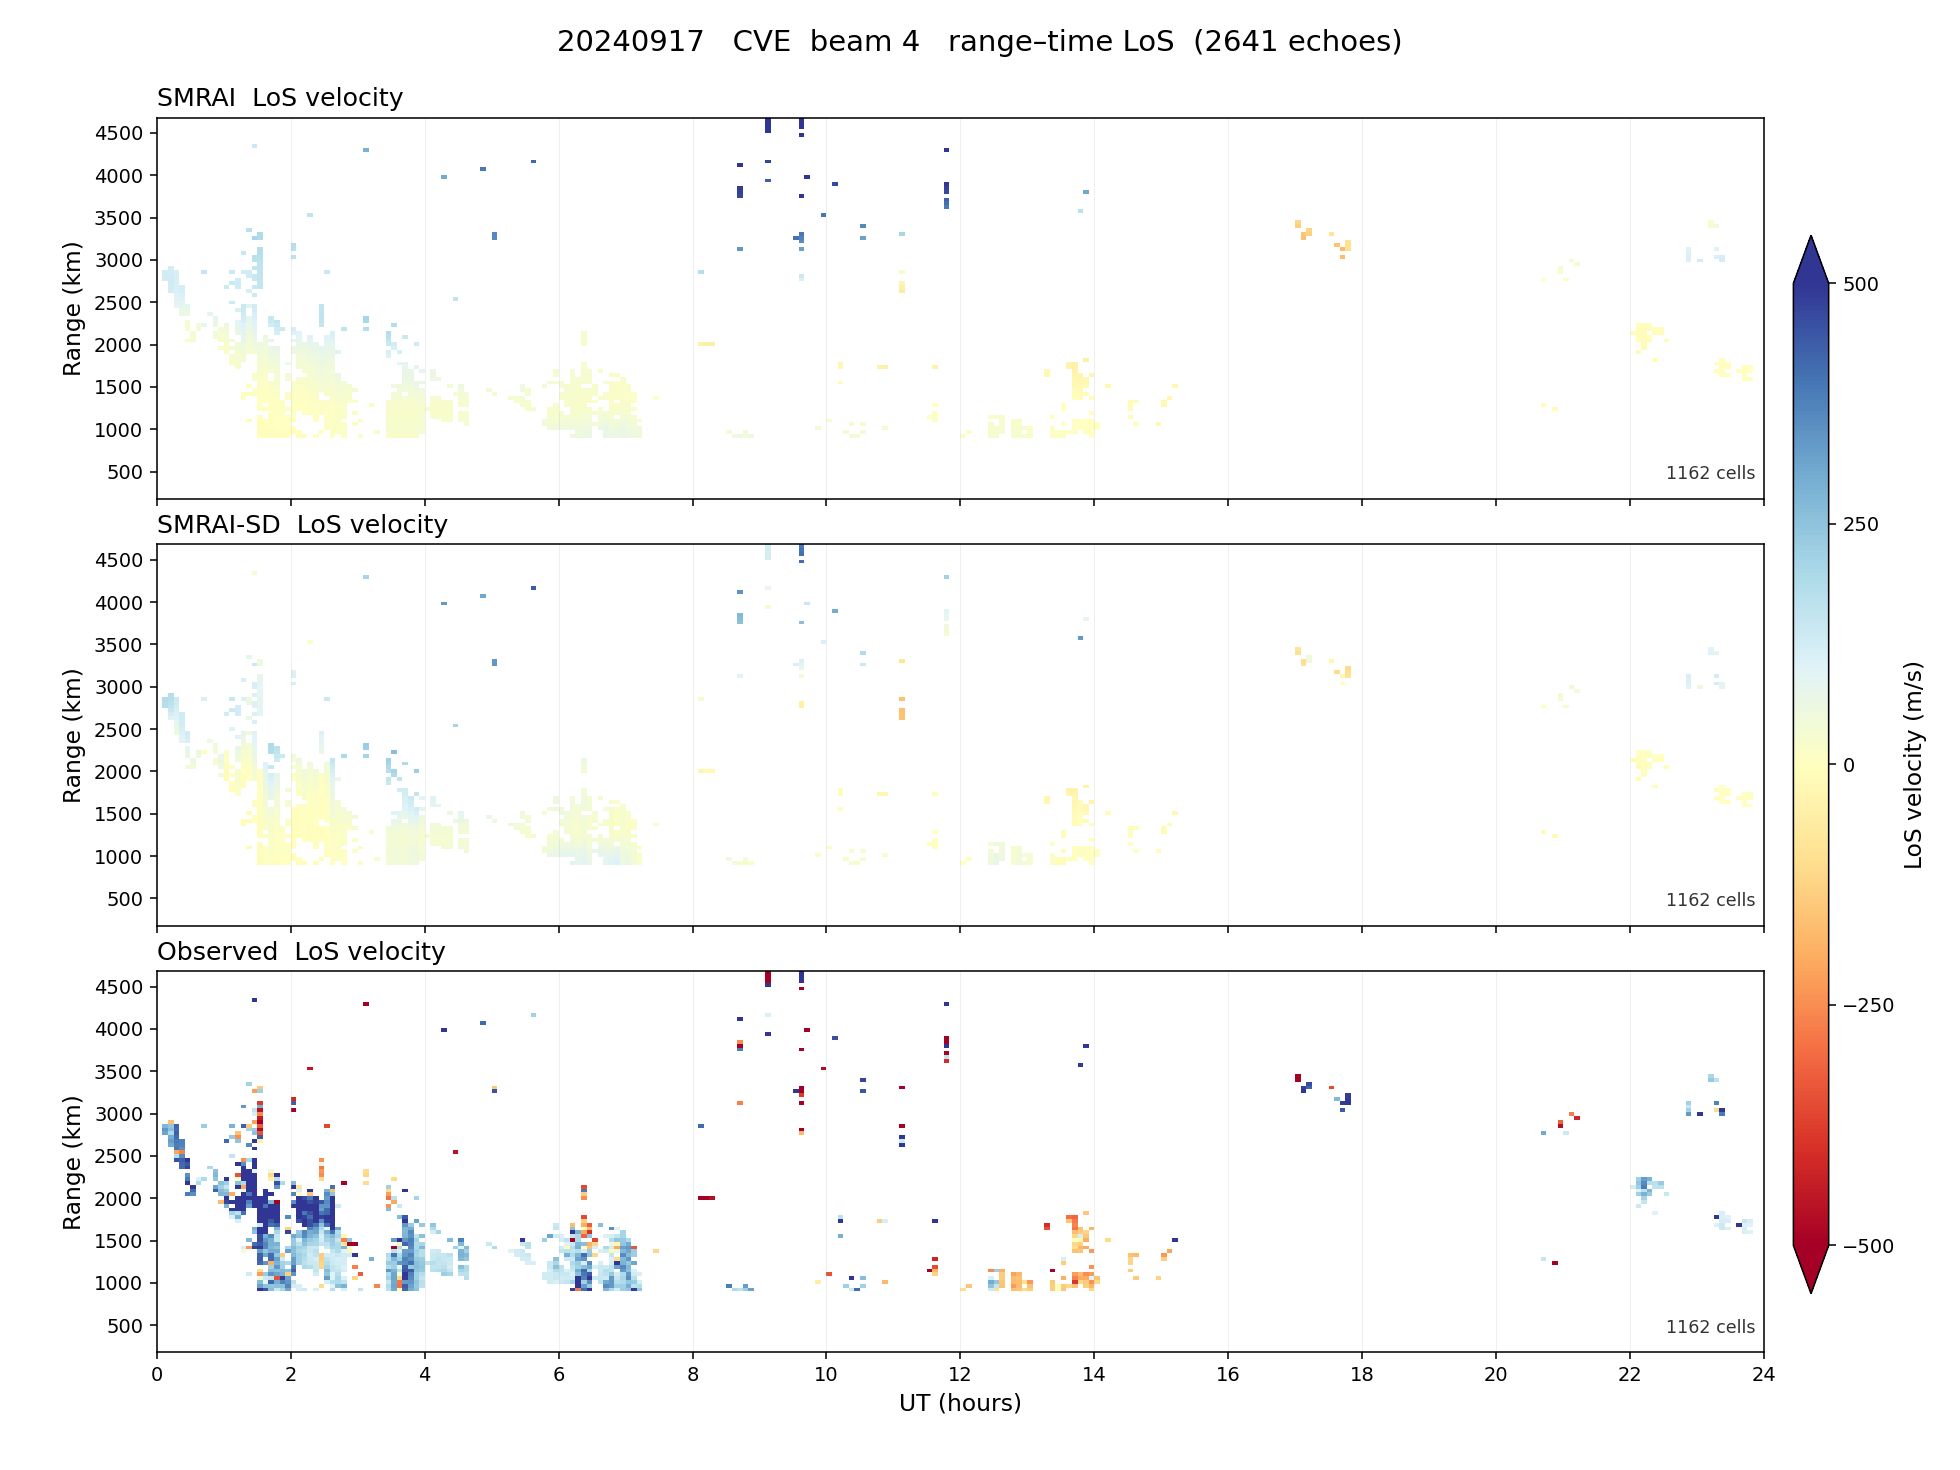 20240917   CVE  beam 4   range–time LoS  (2641 echoes)
SMRAI  LoS velocity
4500
4000
3500
3000
2500
2000
1500
1000
500
Range (km)
1162 cells
SMRAI-SD  LoS velocity
4500
4000
3500
3000
2500
2000
1500
1000
500
Range (km)
1162 cells
Observed  LoS velocity
4500
4000
3500
3000
2500
2000
1500
1000
500
Range (km)
1162 cells
0 2 4 6 8 10 12 14 16 18 20 22 24
UT (hours)
500
250
0
−250
−500
LoS velocity (m/s)